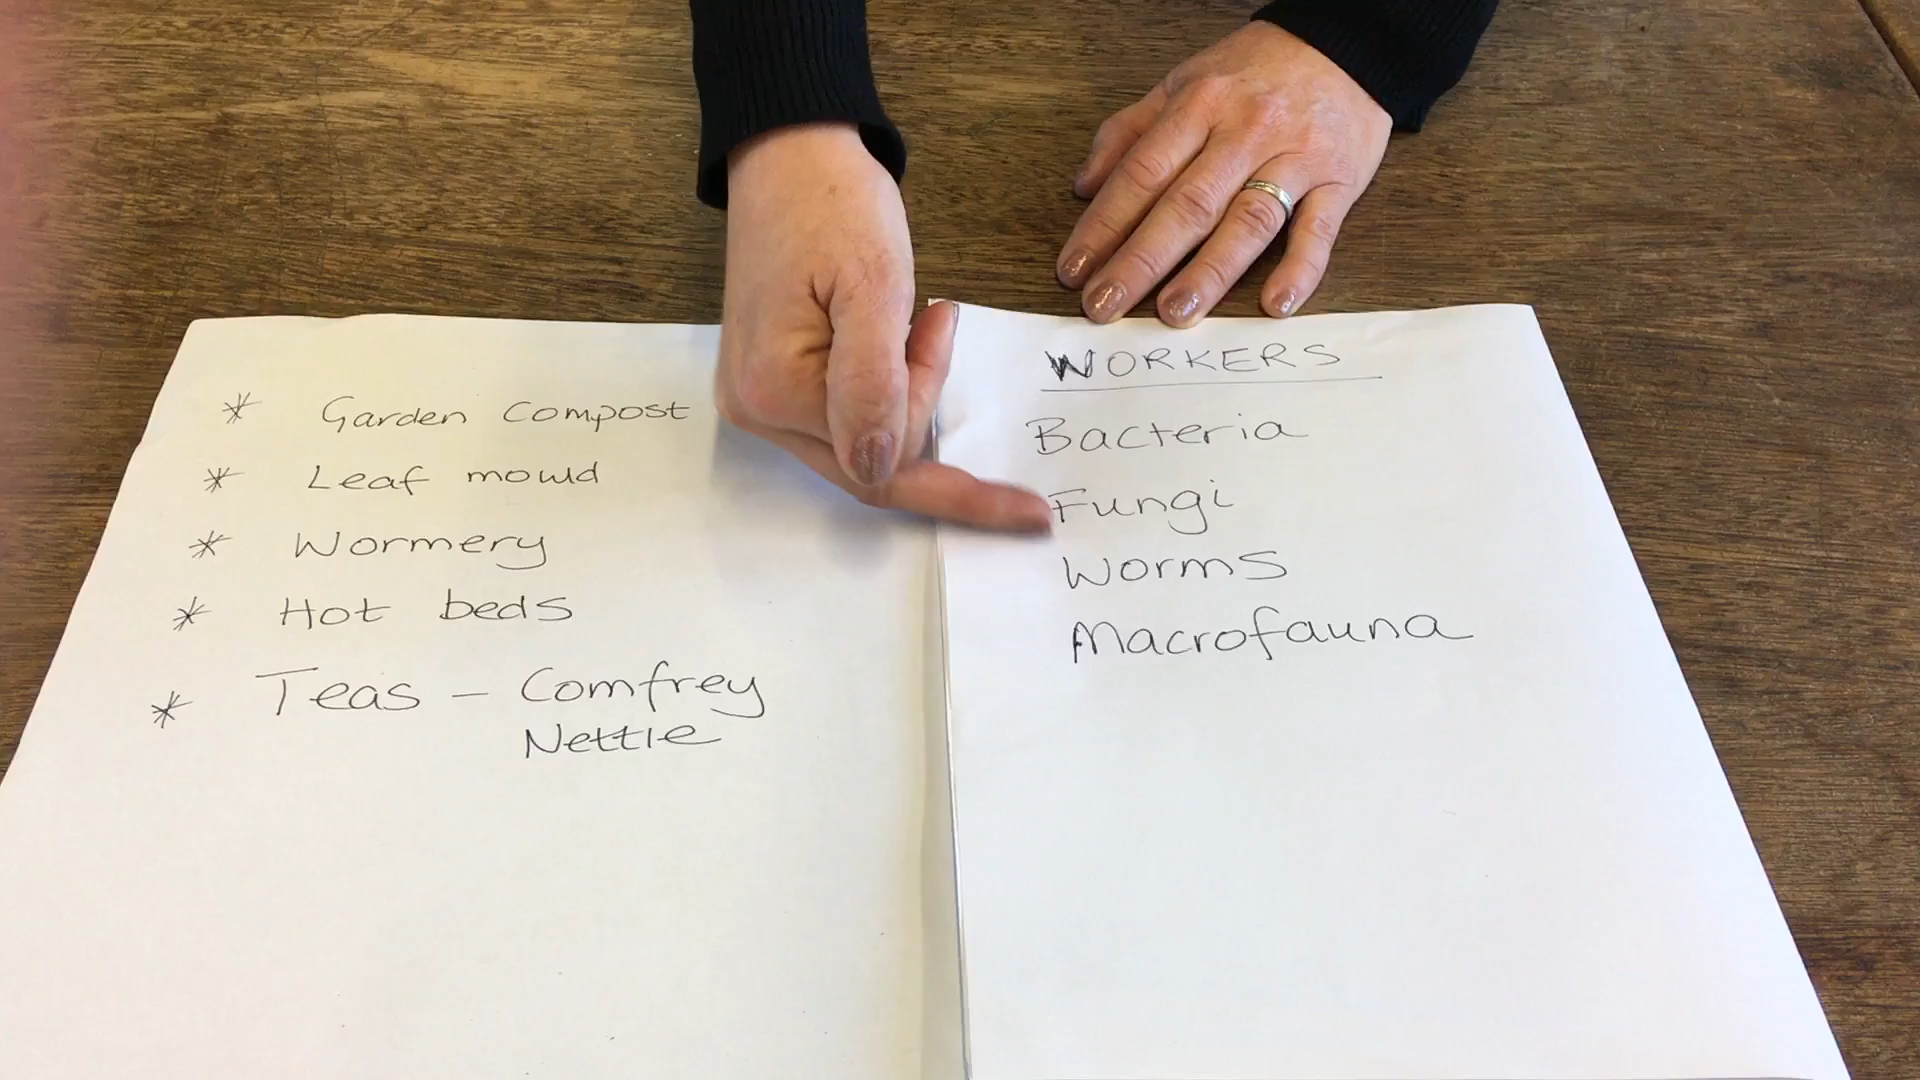 * Garden Compost
* Leaf mould
* Wormery
* Hot beds
* Teas - Comfrey
Nettle
WORKERS
Bacteria
Fungi
Worms
Macrofauna